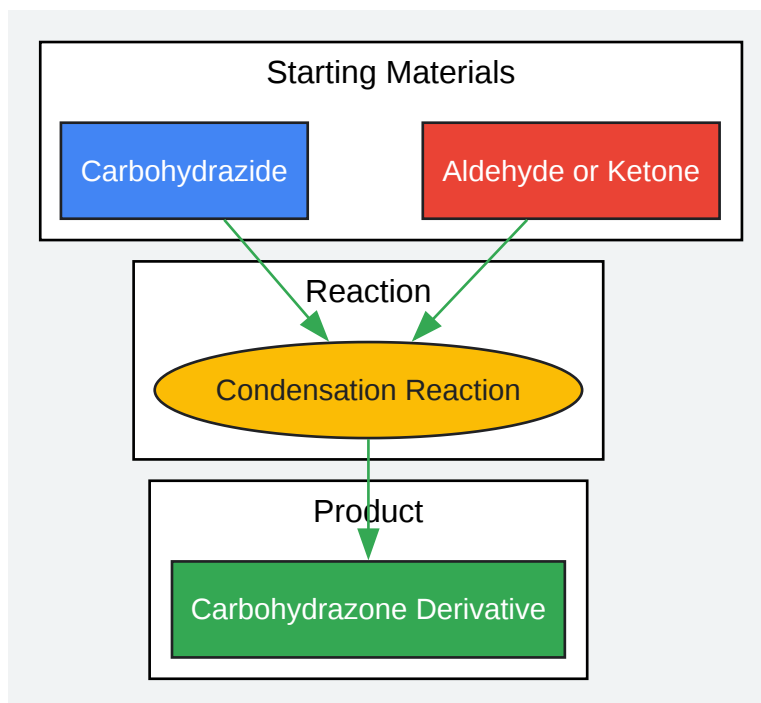 Starting Materials
Carbohydrazide
Aldehyde or Ketone
Reaction
Condensation Reaction
Product
Carbohydrazone Derivative